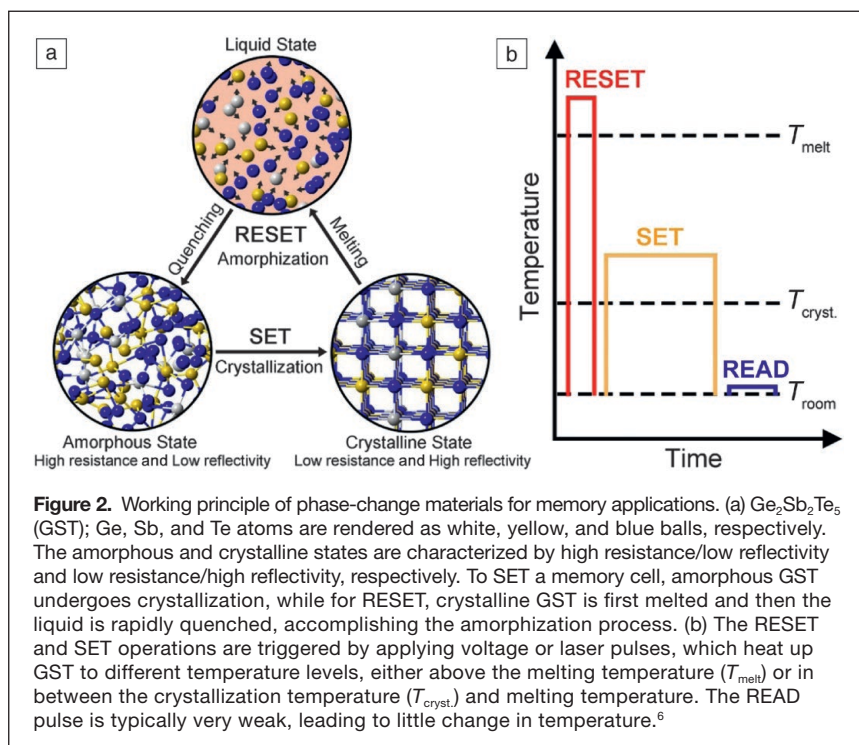 a
Liquid State
Quenching
Melting
RESET
Amorphization
SET
Crystallization
Amorphous State
High resistance and Low reflectivity
Crystalline State
Low resistance and High reflectivity
b
Temperature
RESET
SET
READ
T_melt
T_cryst.
T_room
Time
Figure 2. Working principle of phase-change materials for memory applications. (a) Ge₂Sb₂Te₅
(GST); Ge, Sb, and Te atoms are rendered as white, yellow, and blue balls, respectively.
The amorphous and crystalline states are characterized by high resistance/low reflectivity
and low resistance/high reflectivity, respectively. To SET a memory cell, amorphous GST
undergoes crystallization, while for RESET, crystalline GST is first melted and then the
liquid is rapidly quenched, accomplishing the amorphization process. (b) The RESET
and SET operations are triggered by applying voltage or laser pulses, which heat up
GST to different temperature levels, either above the melting temperature (T_melt) or in
between the crystallization temperature (T_cryst.) and melting temperature. The READ
pulse is typically very weak, leading to little change in temperature.⁶